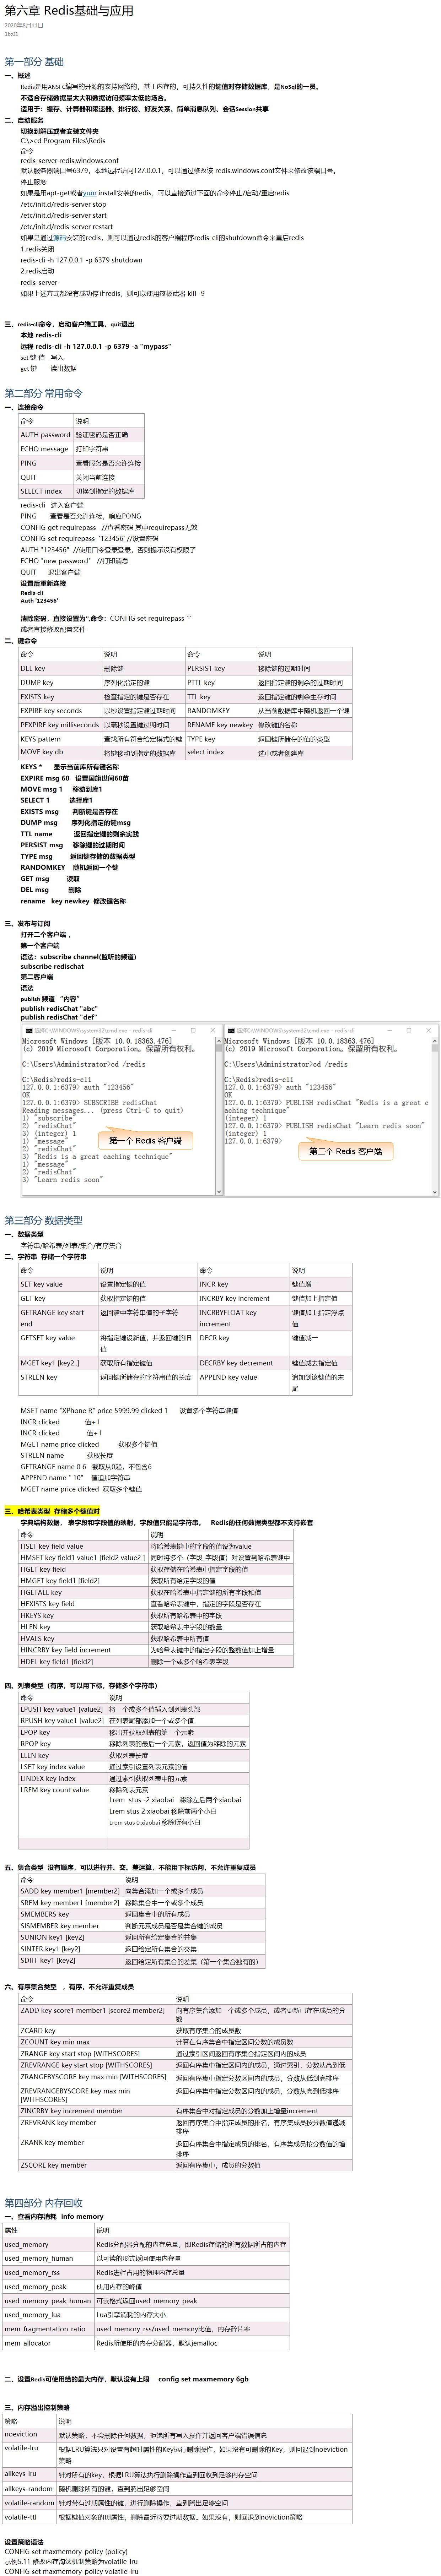 第六章 Redis基础与应用
2020年8月11日
16:01
第一部分 基础
一、概述
Redis是用ANSI C编写的开源的支持网络的，基于内存的，可持久性的键值对存储数据库，是NoSql的一员。
不适合存储数据量太大和数据访问频率太低的场合。
适用于：缓存、计算器和限速器、排行榜、好友关系、简单消息队列、会话Session共享
二、启动服务
切换到解压或者安装文件夹
C:\>cd Program Files\Redis
命令
redis-server redis.windows.conf
默认服务器端口号6379，本地远程访问127.0.0.1，可以通过修改该 redis.windows.conf文件来修改该端口号。
停止服务
如果是用apt-get或者yum install安装的redis，可以直接通过下面的命令停止/启动/重启redis
/etc/init.d/redis-server stop
/etc/init.d/redis-server start
/etc/init.d/redis-server restart
如果是通过源码安装的redis，则可以通过redis的客户端程序redis-cli的shutdown命令来重启redis
1.redis关闭
redis-cli -h 127.0.0.1 -p 6379 shutdown
2.redis启动
redis-server
如果上述方式都没有成功停止redis，则可以使用终极武器 kill -9
三、redis-cli命令，启动客户端工具，quit退出
本地 redis-cli
远程 redis-cli -h 127.0.0.1 -p 6379 -a "mypass"
set 键 值 写入
get 键 读出数据
第二部分 常用命令
一、连接命令
命令 说明
AUTH password 验证密码是否正确
ECHO message 打印字符串
PING 查看服务是否允许连接
QUIT 关闭当前连接
SELECT index 切换到指定的数据库
redis-cli 进入客户端
PING 查看是否允许连接，响应PONG
CONFIG get requirepass //查看密码 其中requirepass无效
CONFIG set requirepass '123456' //设置密码
AUTH "123456" //使用口令登录登录，否则提示没有权限了
ECHO "new password" //打印消息
QUIT 退出客户端
设置后重新连接
Redis-cli
Auth '123456'
清除密码，直接设置为'',命令：CONFIG set requirepass ""
或者直接修改配置文件
二、键命令
命令 说明 命令 说明
DEL key 删除键 PERSIST key 移除键的过期时间
DUMP key 序列化指定的键 PTTL key 返回指定键的剩余的过期时间
EXISTS key 检查指定的键是否存在 TTL key 返回指定键的剩余生存时间
EXPIRE key seconds 以秒设置指定键过期时间 RANDOMKEY 从当前数据库中随机返回一个键
PEXPIRE key milliseconds 以毫秒设置键过期时间 RENAME key newkey 修改键的名称
KEYS pattern 查找所有符合给定模式的键 TYPE key 返回键所储存的值的类型
MOVE key db 将键移动到指定的数据库 select index 选中或者创建库
KEYS * 显示当前库所有键名称
EXPIRE msg 60 设置国旗世间60苗
MOVE msg 1 移动到库1
SELECT 1 选择库1
EXISTS msg 判断键是否存在
DUMP msg 序列化指定的键msg
TTL name 返回指定键的剩余实践
PERSIST msg 移除键的过期时间
TYPE msg 返回键存储的数据类型
RANDOMKEY 随机返回一个键
GET msg 读取
DEL msg 删除
rename key newkey 修改键名称
三、发布与订阅
打开二个客户端 ，
第一个客户端
语法：subscribe channel(监听的频道)
subscribe redischat
第二客户端
语法
publish 频道 "内容"
publish redisChat "abc"
publish redisChat "def"
选择C:\WINDOWS\system32\cmd.exe - redis-cli
Microsoft Windows [版本 10.0.18363.476]
(c) 2019 Microsoft Corporation。保留所有权利。
C:\Users\Administrator>cd /redis
C:\Redis>redis-cli
127.0.0.1:6379> auth "123456"
OK
127.0.0.1:6379> SUBSCRIBE redisChat
Reading messages... (press Ctrl-C to quit)
1) "subscribe"
2) "redisChat"
3) (integer) 1
1) "message"
2) "redisChat"
3) "Redis is a great caching technique"
1) "message"
2) "redisChat"
3) "Learn redis soon"
第一个 Redis 客户端
选择C:\WINDOWS\system32\cmd.exe - redis-cli
Microsoft Windows [版本 10.0.18363.476]
(c) 2019 Microsoft Corporation。保留所有权利。
C:\Users\Administrator>cd /redis
C:\Redis>redis-cli
127.0.0.1:6379> auth "123456"
OK
127.0.0.1:6379> PUBLISH redisChat "Redis is a great c
aching technique"
(integer) 1
127.0.0.1:6379> PUBLISH redisChat "Learn redis soon"
(integer) 1
127.0.0.1:6379>
第二个 Redis 客户端
第三部分 数据类型
一、数据类型
字符串/哈希表/列表/集合/有序集合
二、字符串 存储一个字符串
命令 说明 命令 说明
SET key value 设置指定键的值 INCR key 键值增一
GET key 获取指定键的值 INCRBY key increment 键值加上指定值
GETRANGE key start end 返回键中字符串值的子字符 INCRBYFLOAT key increment 键值加上指定浮点值
GETSET key value 将指定键设新值，并返回键的旧值 DECR key 键值减一
MGET key1 [key2..] 获取所有指定键值 DECRBY key decrement 键值减去指定值
STRLEN key 返回键所储存的字符串值的长度 APPEND key value 追加到该键值的末尾
MSET name "XPhone R" price 5999.99 clicked 1 设置多个字符串键值
INCR clicked 值+1
INCR clicked 值+1
MGET name price clicked 获取多个键值
STRLEN name 获取长度
GETRANGE name 0 6 截取从0起，不包含6
APPEND name " 10" 值追加字符串
MGET name price clicked 获取多个键值
三、哈希表类型 存储多个键值对
字典结构数据， 表字段和字段值的映射，字段值只能是字符串。 Redis的任何数据类型都不支持嵌套
命令 说明
HSET key field value 将哈希表键中的字段的值设为value
HMSET key field1 value1 [field2 value2 ] 同时将多个（字段-字段值）对设置到哈希表键中
HGET key field 获取存储在哈希表中指定字段的值
HMGET key field1 [field2] 获取所有给定字段的值
HGETALL key 获取在哈希表中指定键的所有字段和值
HEXISTS key field 查看哈希表键中，指定的字段是否存在
HKEYS key 获取所有哈希表中的字段
HLEN key 获取哈希表中字段的数量
HVALS key 获取哈希表中所有值
HINCRBY key field increment 为哈希表键中的指定字段的整数值加上增量
HDEL key field1 [field2] 删除一个或多个哈希表字段
四、列表类型（有序，可以用下标，存储多个字符串）
命令 说明
LPUSH key value1 [value2] 将一个或多个值插入到列表头部
RPUSH key value1 [value2] 在列表尾部添加一个或多个值
LPOP key 移出并获取列表的第一个元素
RPOP key 移除列表的最后一个元素，返回值为移除的元素
LLEN key 获取列表长度
LSET key index value 通过索引设置列表元素的值
LINDEX key index 通过索引获取列表中的元素
LREM key count value 移除列表元素
Lrem stus -2 xiaobai 移除左后两个xiaobai
Lrem stus 2 xiaobai 移除前两个小白
Lrem stus 0 xiaobai 移除所有小白
五、集合类型 没有顺序，可以进行并、交、差运算，不能用下标访问，不允许重复成员
命令 说明
SADD key member1 [member2] 向集合添加一个或多个成员
SREM key member1 [member2] 移除集合中一个或多个成员
SMEMBERS key 返回集合中的所有成员
SISMEMBER key member 判断元素成员是否是集合键的成员
SUNION key1 [key2] 返回所有给定集合的并集
SINTER key1 [key2] 返回给定所有集合的交集
SDIFF key1 [key2] 返回给定所有集合的差集（第一个集合独有的）
六、有序集合类型 ，有序，不允许重复成员
命令 说明
ZADD key score1 member1 [score2 member2] 向有序集合添加一个或多个成员，或者更新已存在成员的分数
ZCARD key 获取有序集合的成员数
ZCOUNT key min max 计算在有序集合中指定区间分数的成员数
ZRANGE key start stop [WITHSCORES] 通过索引区间返回有序集合指定区间内的成员
ZREVRANGE key start stop [WITHSCORES] 返回有序集中指定区间内的成员，通过索引，分数从高到低
ZRANGEBYSCORE key max min [WITHSCORES] 返回有序集中指定分数区间内的成员，分数从低到高排序
ZREVRANGEBYSCORE key max min [WITHSCORES] 返回有序集中指定分数区间内的成员，分数从高到低排序
ZINCRBY key increment member 有序集合中对指定成员的分数加上增量increment
ZREVRANK key member 返回有序集合中指定成员的排名，有序集成员按分数值递减排序
ZRANK key member 返回有序集合中指定成员的排名，有序集成员按分数值的增排序
ZSCORE key member 返回有序集中，成员的分数值
第四部分 内存回收
一、查看内存消耗 info memory
属性 说明
used_memory Redis分配器分配的内存总量，即Redis存储的所有数据所占的内存
used_memory_human 以可读的形式返回使用内存量
used_memory_rss Redis进程占用的物理内存总量
used_memory_peak 使用内存的峰值
used_memory_peak_human 可读格式返回used_memory_peak
used_memory_lua Lua引擎消耗的内存大小
mem_fragmentation_ratio used_memory_rss/used_memory比值，内存碎片率
mem_allocator Redis所使用的内存分配器，默认jemalloc
二、设置Redis可使用给的最大内存，默认没有上限 config set maxmemory 6gb
三、内存溢出控制策略
策略 说明
noeviction 默认策略，不会删除任何数据，拒绝所有写入操作并返回客户端错误信息
volatile-lru 根据LRU算法只对设置有超时属性的Key执行删除操作，如果没有可删除的Key，则回退到noeviction策略
allkeys-lru 针对所有的key，根据LRU算法执行删除操作直到回收到足够内存空间
allkeys-random 随机删除所有的键，直到腾出足够空间
volatile-random 针对带有过期属性的键，进行删除操作，直到腾出足够空间
volatile-ttl 根据键值对象的ttl属性，删除最近将要过期数据。如果没有，则回退到noviction策略
设置策略语法
CONFIG set maxmemory-policy {policy}
示例5.11 修改内存淘汰机制策略为volatile-lru
CONFIG set maxmemory-policy volatile-lru